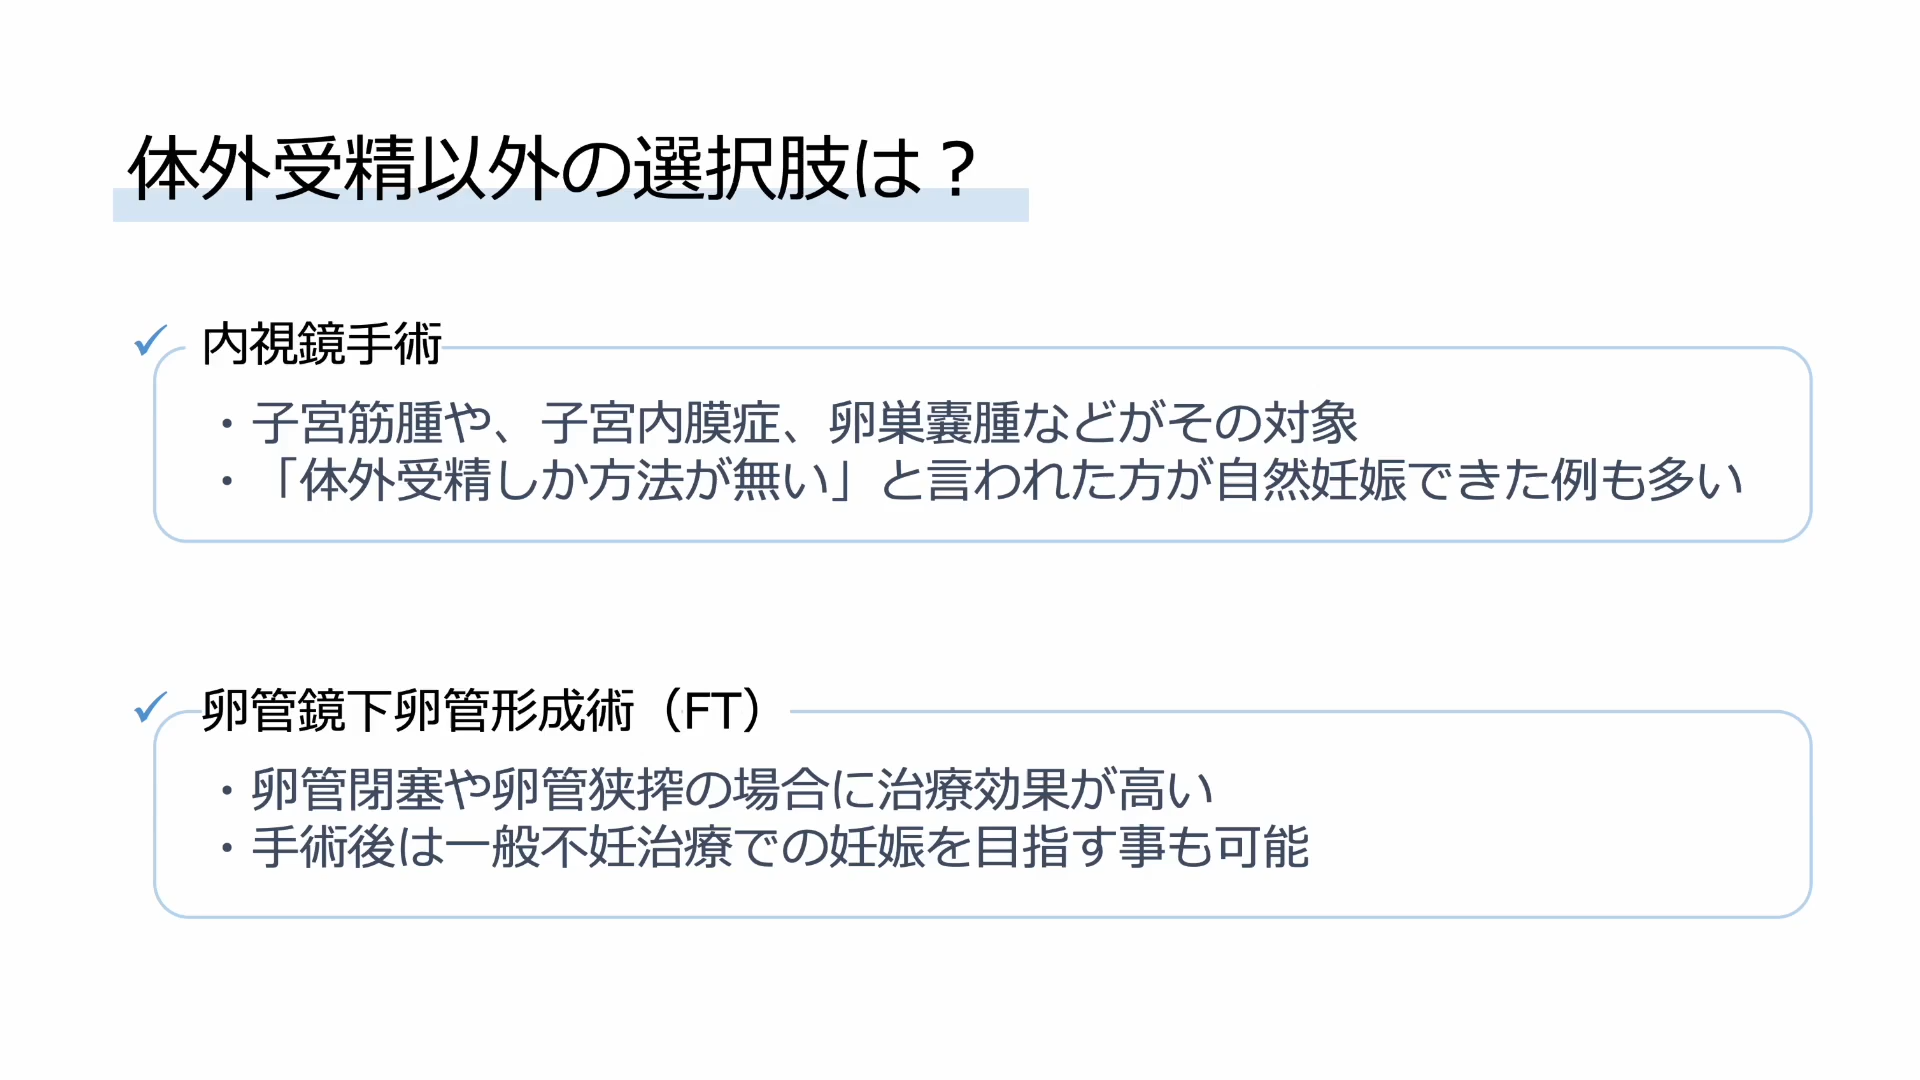 体外受精以外の選択肢は？
内視鏡手術
・子宮筋腫や、子宮内膜症、卵巣嚢腫などがその対象
・「体外受精しか方法が無い」と言われた方が自然妊娠できた例も多い
卵管鏡下卵管形成術（FT）
・卵管閉塞や卵管狭搾の場合に治療効果が高い
・手術後は一般不妊治療での妊娠を目指す事も可能